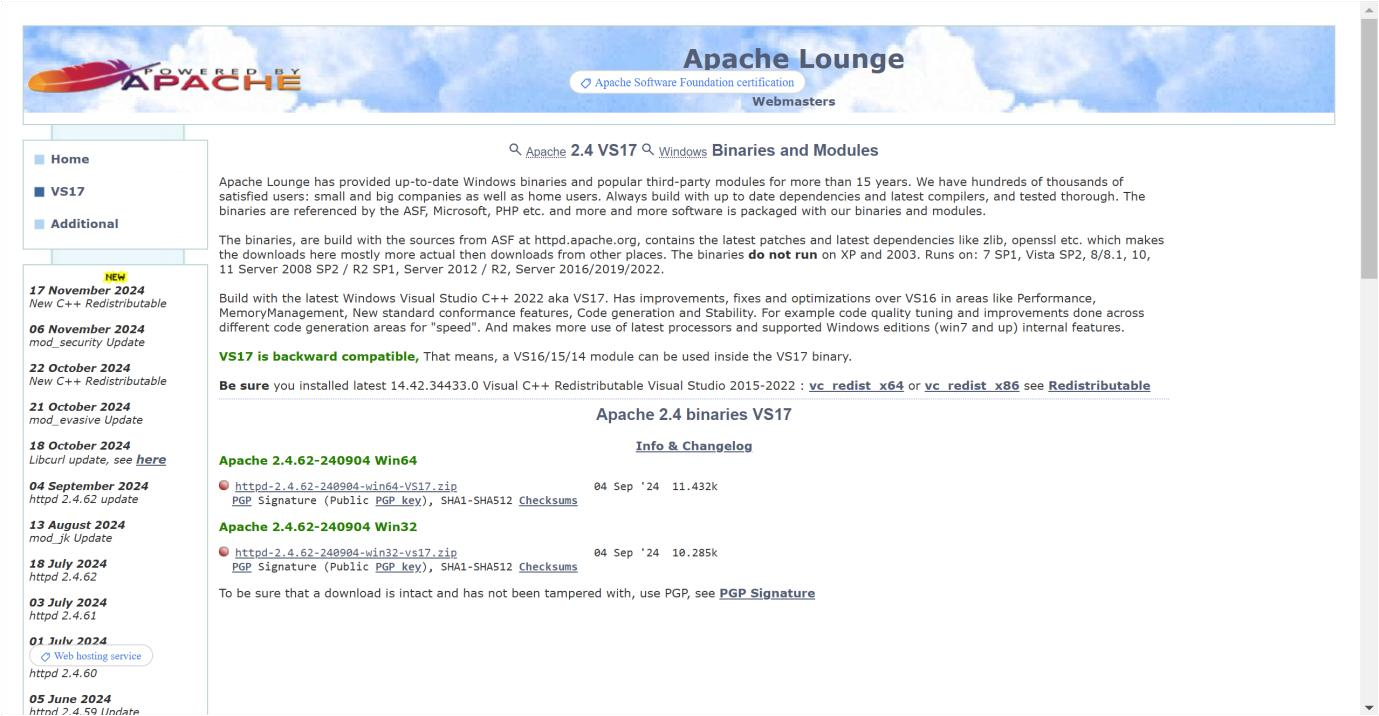 POWERED BY
APACHE
Apache Lounge
Apache Software Foundation certification
Webmasters
Home
VS17
Additional
NEW
17 November 2024
New C++ Redistributable
06 November 2024
mod_security Update
22 October 2024
New C++ Redistributable
21 October 2024
mod_evasive Update
18 October 2024
Libcurl update, see here
04 September 2024
httpd 2.4.62 update
13 August 2024
mod_jk Update
18 July 2024
httpd 2.4.62
03 July 2024
httpd 2.4.61
01 July 2024
Web hosting service
httpd 2.4.60
05 June 2024
httpd 2.4.59 Update
Apache 2.4 VS17 Windows Binaries and Modules
Apache Lounge has provided up-to-date Windows binaries and popular third-party modules for more than 15 years. We have hundreds of thousands of
satisfied users: small and big companies as well as home users. Always build with up to date dependencies and latest compilers, and tested thorough. The
binaries are referenced by the ASF, Microsoft, PHP etc. and more and more software is packaged with our binaries and modules.
The binaries, are build with the sources from ASF at httpd.apache.org, contains the latest patches and latest dependencies like zlib, openssl etc. which makes
the downloads here mostly more actual then downloads from other places. The binaries do not run on XP and 2003. Runs on: 7 SP1, Vista SP2, 8/8.1, 10,
11 Server 2008 SP2 / R2 SP1, Server 2012 / R2, Server 2016/2019/2022.
Build with the latest Windows Visual Studio C++ 2022 aka VS17. Has improvements, fixes and optimizations over VS16 in areas like Performance,
MemoryManagement, New standard conformance features, Code generation and Stability. For example code quality tuning and improvements done across
different code generation areas for "speed". And makes more use of latest processors and supported Windows editions (win7 and up) internal features.
VS17 is backward compatible, That means, a VS16/15/14 module can be used inside the VS17 binary.
Be sure you installed latest 14.42.34433.0 Visual C++ Redistributable Visual Studio 2015-2022 : vc_redist_x64 or vc_redist_x86 see Redistributable
Apache 2.4 binaries VS17
Info & Changelog
Apache 2.4.62-240904 Win64
httpd-2.4.62-240904-win64-VS17.zip 04 Sep '24 11.432k
PGP Signature (Public PGP key), SHA1-SHA512 Checksums
Apache 2.4.62-240904 Win32
httpd-2.4.62-240904-win32-vs17.zip 04 Sep '24 10.285k
PGP Signature (Public PGP key), SHA1-SHA512 Checksums
To be sure that a download is intact and has not been tampered with, use PGP, see PGP Signature